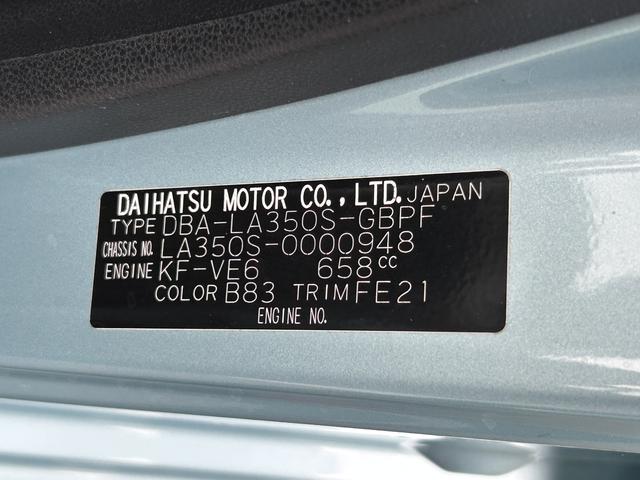 DAIHATSU MOTOR CO.,LTD. JAPAN
TYPE DBA-LA350S-GBPF
CHASSIS NO. LA350S-0000948
ENGINE KF-VE6 658cc
COLOR B83 TRIM FE21
ENGINE NO.